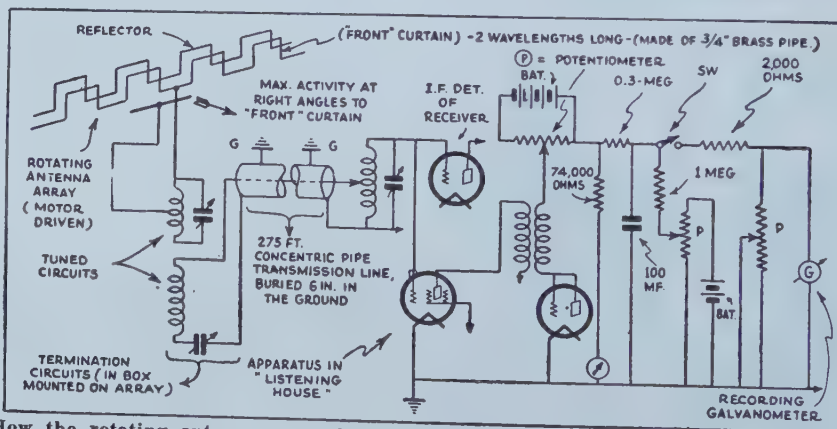 REFLECTOR
("FRONT" CURTAIN) - 2 WAVELENGTHS LONG - (MADE OF 3/4" BRASS PIPE.)
MAX. ACTIVITY AT
RIGHT ANGLES TO
"FRONT" CURTAIN
I.F. DET.
OF
RECEIVER
P = POTENTIOMETER
BAT.
0.3-MEG
SW
2,000
OHMS
G
G
ROTATING
ANTENNA
ARRAY
(MOTOR
DRIVEN)
TUNED
CIRCUITS
275 FT.
CONCENTRIC PIPE
TRANSMISSION LINE,
BURIED 6 IN. IN
THE GROUND
74,000
OHMS
1 MEG
P
P
100
MF.
BAT.
G
TERMINATION
CIRCUITS (IN BOX
MOUNTED ON ARRAY)
APPARATUS IN
"LISTENING
HOUSE"
RECORDING
GALVANOMETER
How the rotating